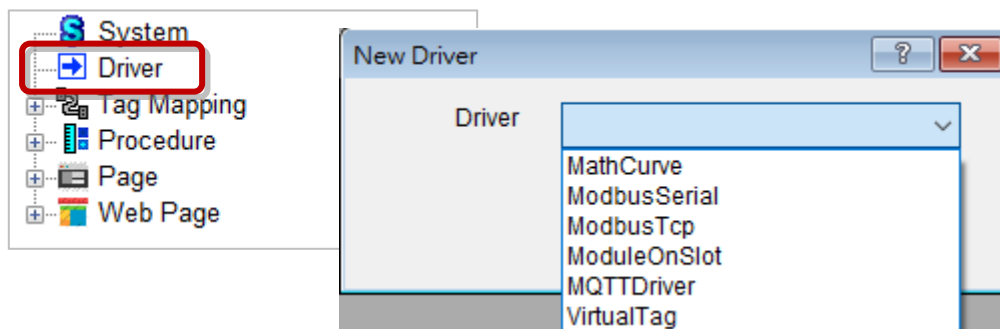 System
Driver
Tag Mapping
Procedure
Page
Web Page
New Driver
Driver
MathCurve
ModbusSerial
ModbusTcp
ModuleOnSlot
MQTTDriver
VirtualTag